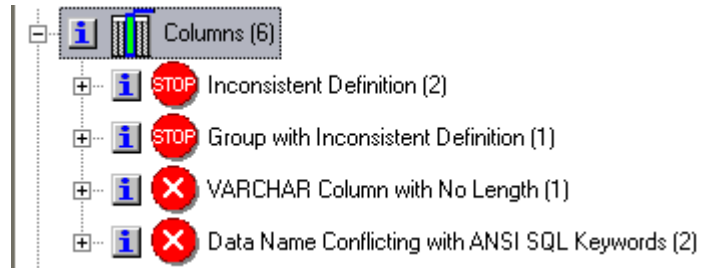 i Columns (6)
i STOP Inconsistent Definition (2)
i STOP Group with Inconsistent Definition (1)
i VARCHAR Column with No Length (1)
i Data Name Conflicting with ANSI SQL Keywords (2)